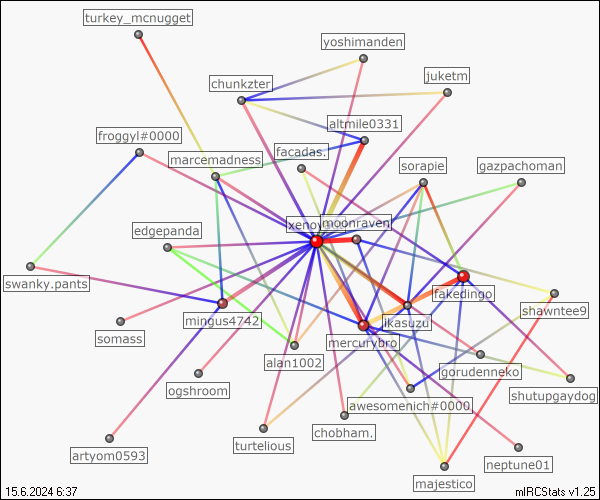 turkey_mcnugget
yoshimanden
chunkzter
juketm
altmile0331
froggyl#0000
facadas.
marcemadness
sorapie
gazpachoman
moonraven
edgepanda
fakedingo
swanky.pants
shawntee9
mingus4742
likasuzu
somass
mercurybro
alan1002
gorudenneko
ogshroom
shutupgaydog
awesomenich#0000
chobham.
turtelious
artyom0593
neptune01
majestico
15.6.2024 6:37
mIRCStats v1.25